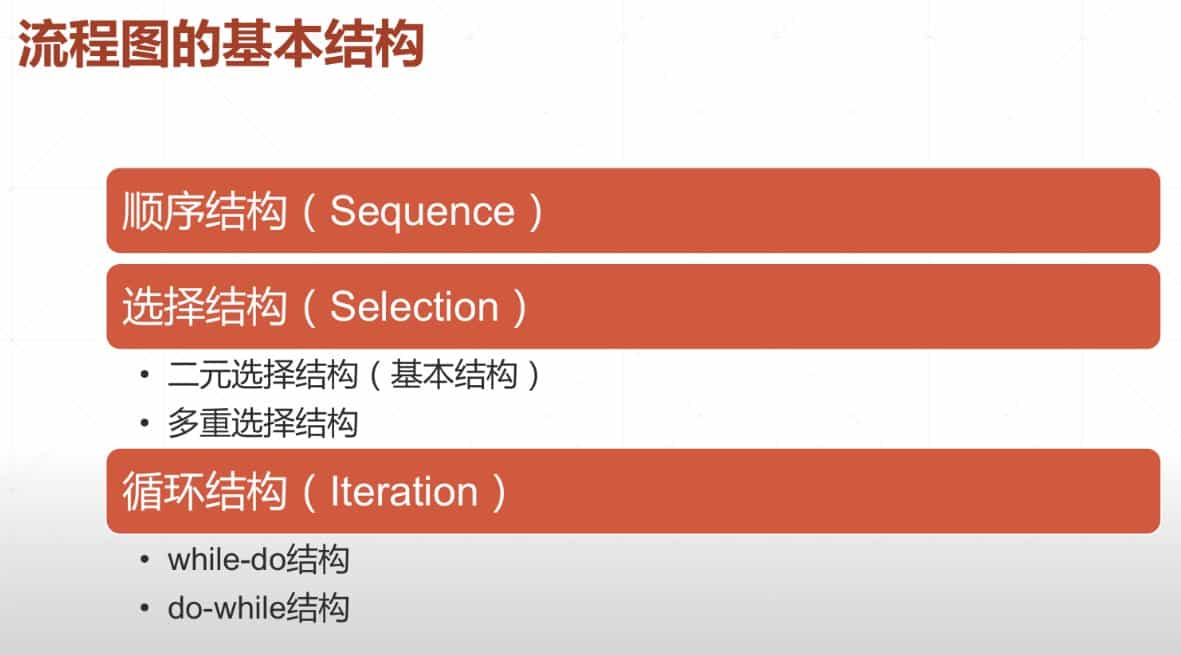 流程图的基本结构
顺序结构（Sequence）
选择结构（Selection）
• 二元选择结构（基本结构）
• 多重选择结构
循环结构（Iteration）
• while-do结构
• do-while结构